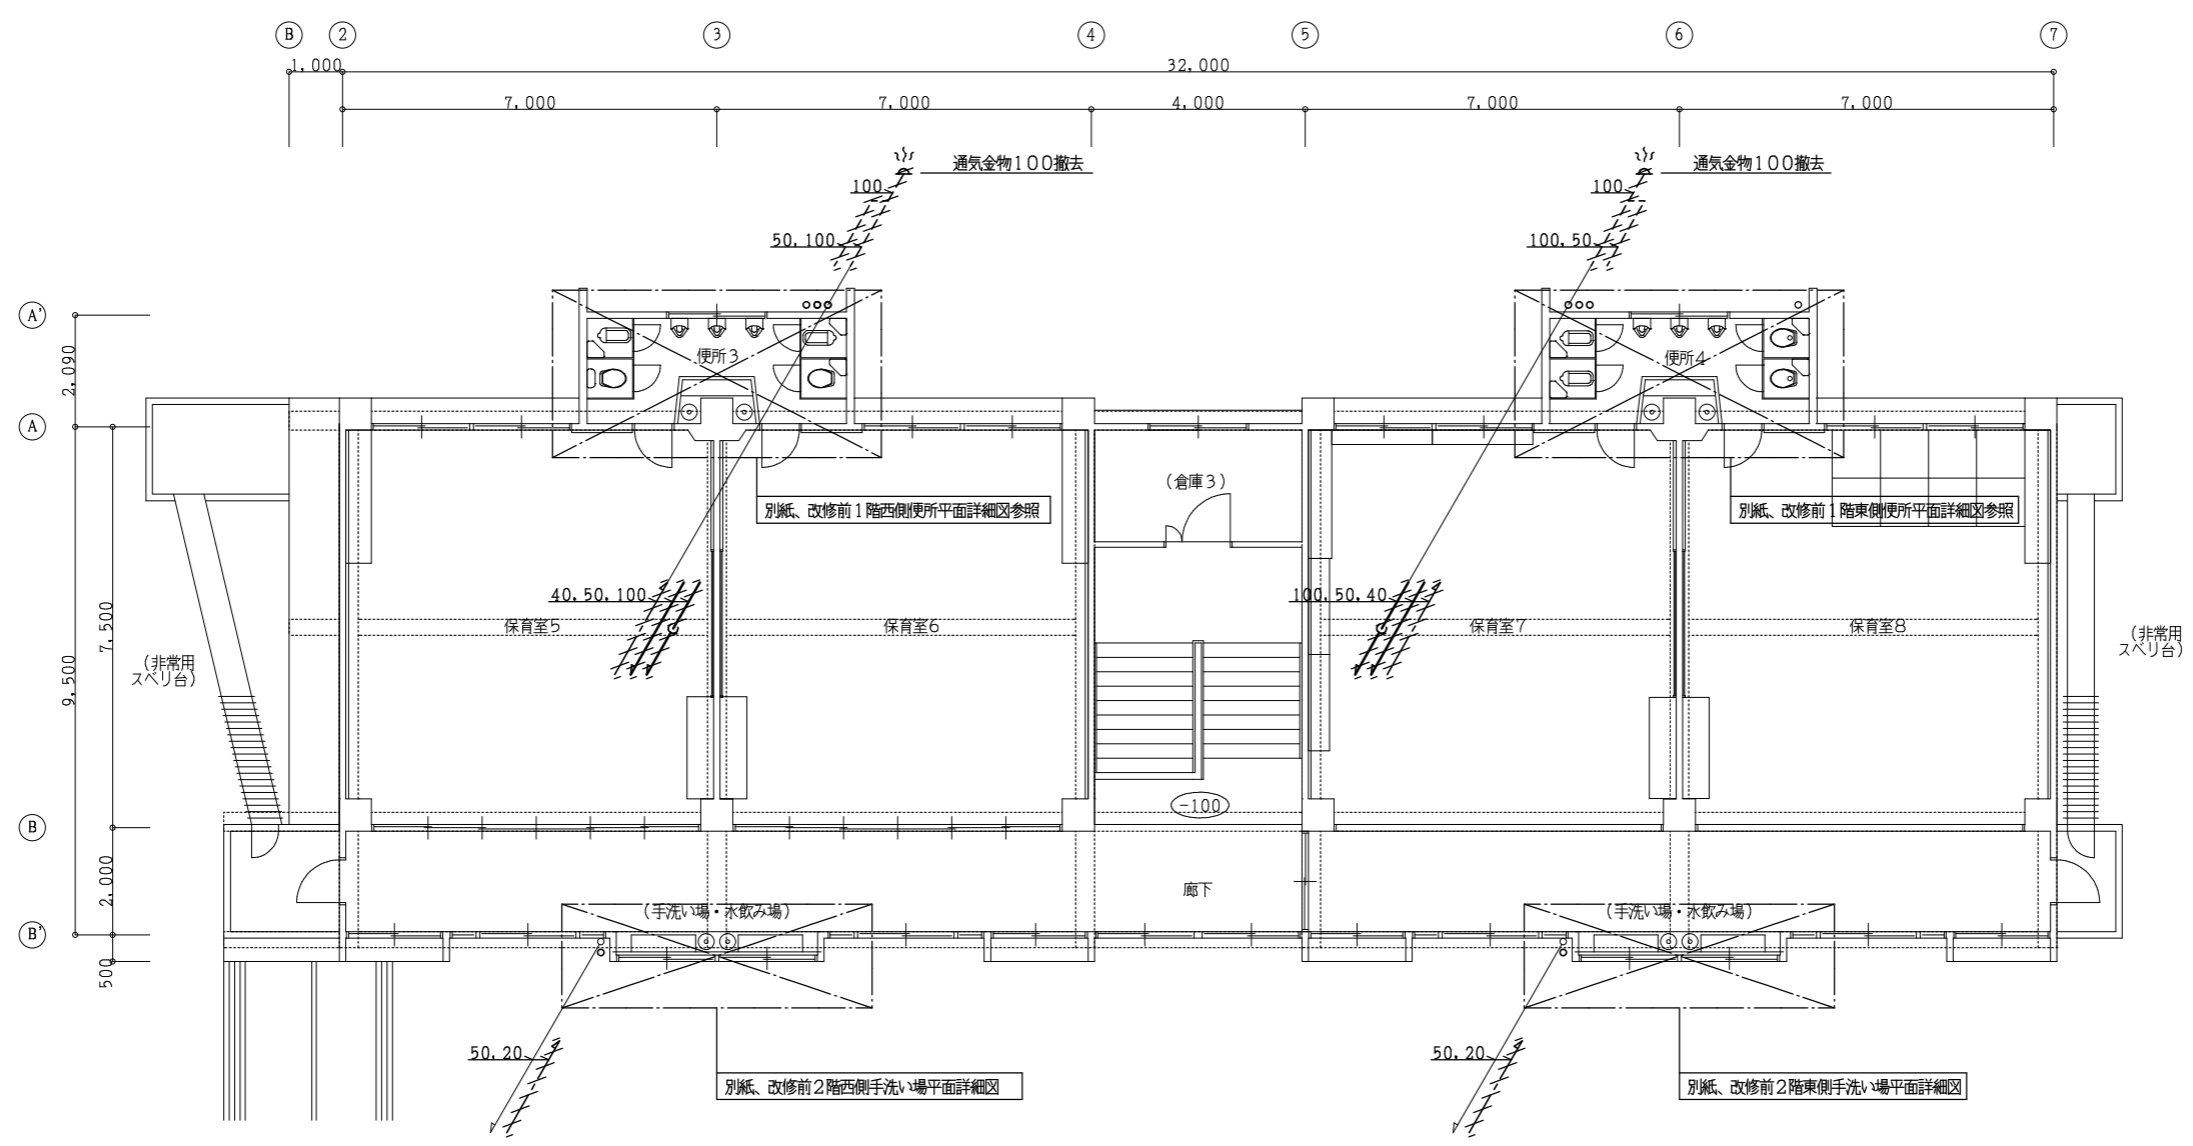 B 2 3 4 5 6 7
1,000 32,000
7,000 7,000 4,000 7,000 7,000
通気金物100撤去 通気金物100撤去
100 100
50,100 100,50
A'
2,090
便所3 便所4
A
(倉庫3)
別紙、改修前1階西側便所平面詳細図参照 別紙、改修前1階東側便所平面詳細図参照
40,50,100 100,50,40
7,500
保育室5 保育室6 保育室7 保育室8
9,500
(非常用 (非常用
スベリ台) スベリ台)
-100
B
2,000
廊下
(手洗い場・水飲み場) (手洗い場・水飲み場)
B'
500
50,20 50,20
別紙、改修前2階西側手洗い場平面詳細図 別紙、改修前2階東側手洗い場平面詳細図